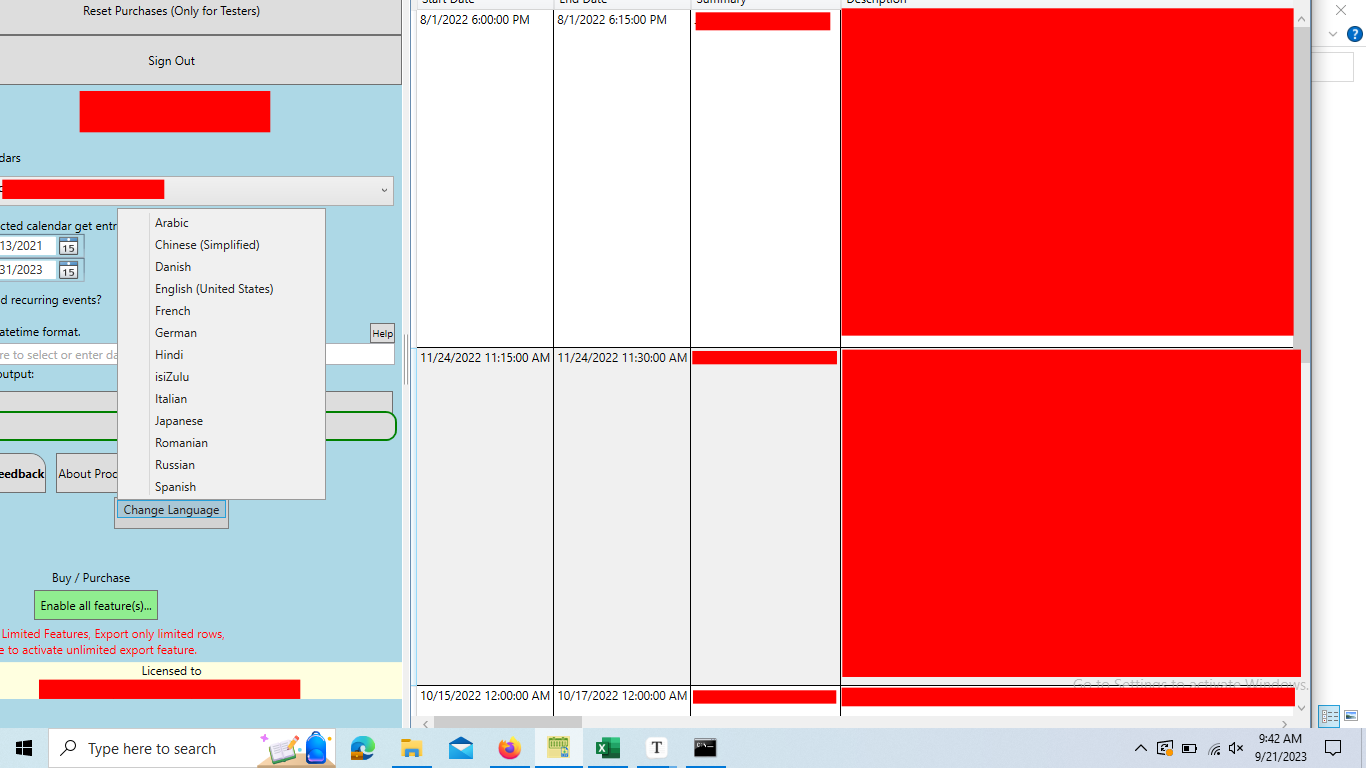 Reset Purchases (Only for Testers)
Sign Out
dars
cted calendar get entr
13/2021
15
31/2023
15
d recurring events?
atetime format.
Help
re to select or enter da
output:
eedback
About Proc
Arabic
Chinese (Simplified)
Danish
English (United States)
French
German
Hindi
isiZulu
Italian
Japanese
Romanian
Russian
Spanish
Change Language
Buy / Purchase
Enable all feature(s)...
Limited Features, Export only limited rows,
e to activate unlimited export feature.
Licensed to
Start Date End Date Summary Description
8/1/2022 6:00:00 PM 8/1/2022 6:15:00 PM
11/24/2022 11:15:00 AM 11/24/2022 11:30:00 AM
10/15/2022 12:00:00 AM 10/17/2022 12:00:00 AM
Go to Settings to activate Windows.
?
Type here to search
T
9:42 AM
9/21/2023